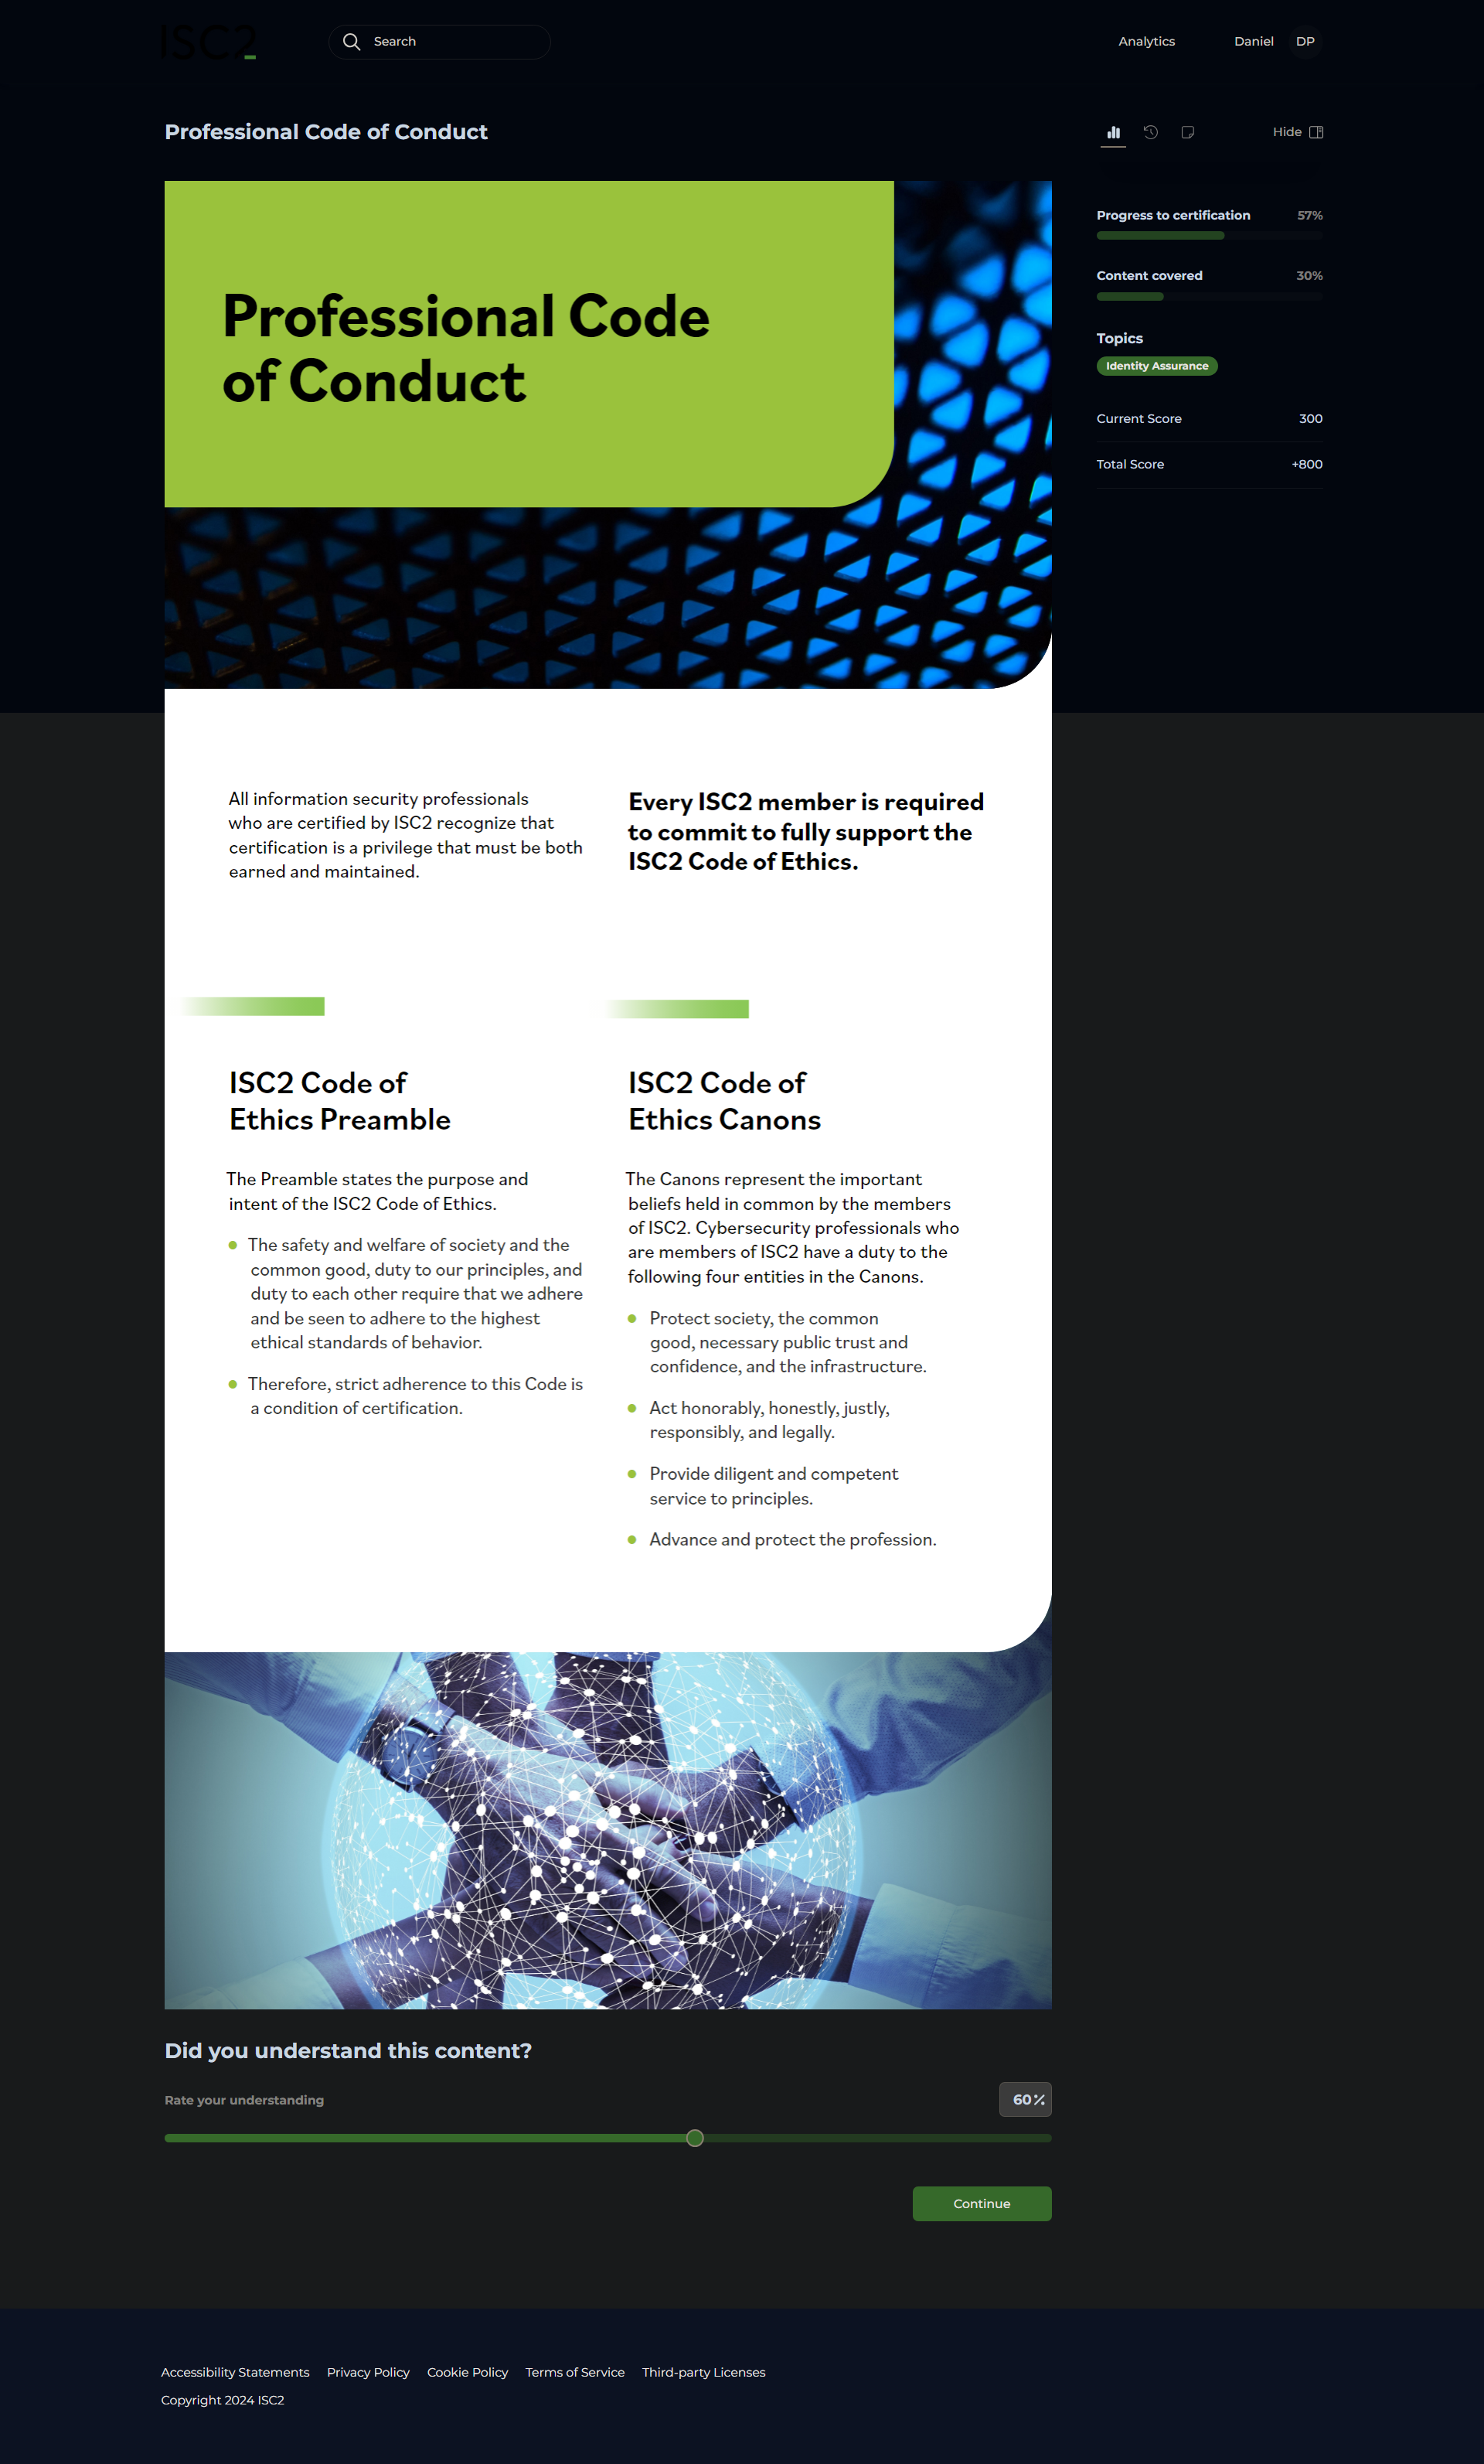 ISC2
Search
Analytics
Daniel
DP
Professional Code of Conduct
Hide
Professional Code
of Conduct
Progress to certification
57%
Content covered
30%
Topics
Identity Assurance
Current Score
300
Total Score
+800
All information security professionals
who are certified by ISC2 recognize that
certification is a privilege that must be both
earned and maintained.
Every ISC2 member is required
to commit to fully support the
ISC2 Code of Ethics.
ISC2 Code of
Ethics Preamble
The Preamble states the purpose and
intent of the ISC2 Code of Ethics.
The safety and welfare of society and the
common good, duty to our principles, and
duty to each other require that we adhere
and be seen to adhere to the highest
ethical standards of behavior.
Therefore, strict adherence to this Code is
a condition of certification.
ISC2 Code of
Ethics Canons
The Canons represent the important
beliefs held in common by the members
of ISC2. Cybersecurity professionals who
are members of ISC2 have a duty to the
following four entities in the Canons.
Protect society, the common
good, necessary public trust and
confidence, and the infrastructure.
Act honorably, honestly, justly,
responsibly, and legally.
Provide diligent and competent
service to principles.
Advance and protect the profession.
Did you understand this content?
Rate your understanding
60%
Continue
Accessibility Statements
Privacy Policy
Cookie Policy
Terms of Service
Third-party Licenses
Copyright 2024 ISC2